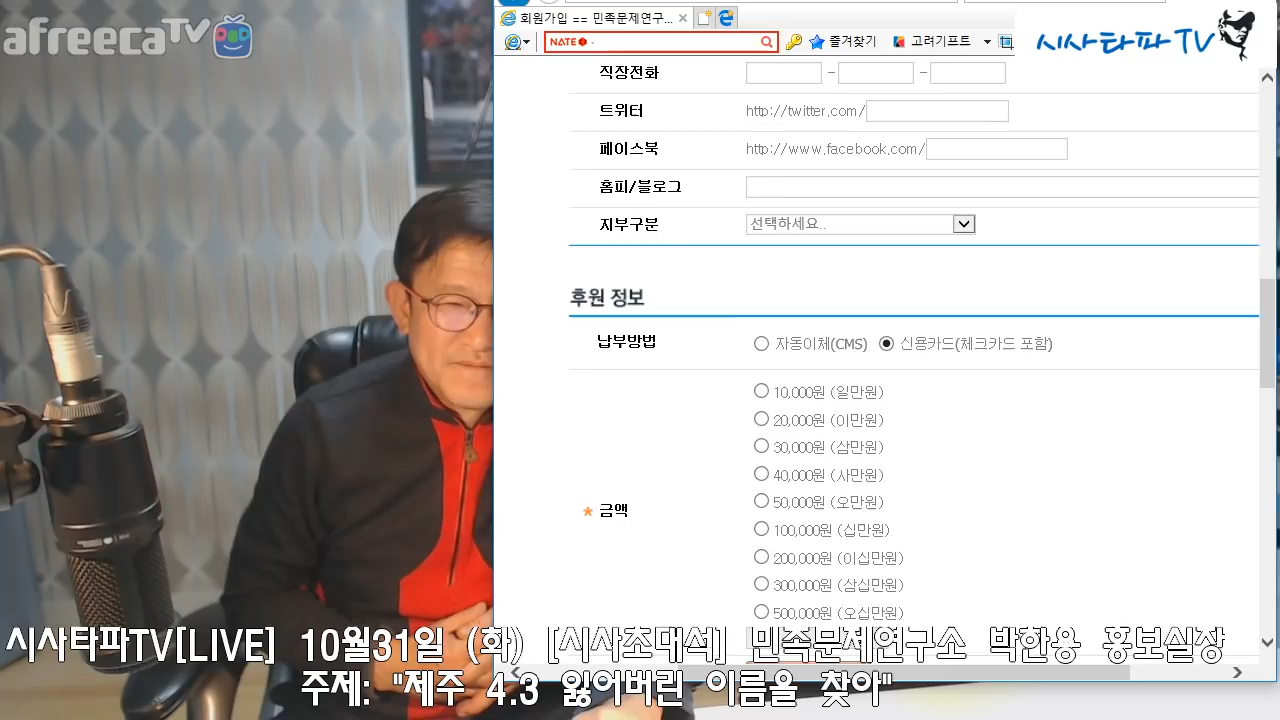 afreecaTV
회원가입 == 민족문제연구...
NATE
즐겨찾기
고려기프트
시사타파TV
직장전화
트위터 http://twitter.com/
페이스북 http://www.facebook.com/
홈피/블로그
지부구분 선택하세요..
후원 정보
납부방법 자동이체(CMS) 신용카드(체크카드 포함)
* 금액
10,000원 (일만원)
20,000원 (이만원)
30,000원 (삼만원)
40,000원 (사만원)
50,000원 (오만원)
100,000원 (십만원)
200,000원 (이십만원)
300,000원 (삼십만원)
500,000원 (오십만원)
시사타파TV[LIVE] 10월31일 (화) [시사초대석] 민족문제연구소 박한용 홍보실장
주제: "제주 4.3 잃어버린 이름을 찾아"